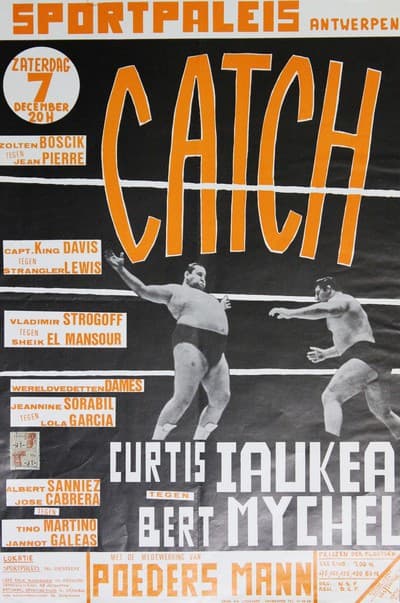 SPORTPALEIS ANTWERPEN
ZATERDAG
7
DECEMBER
20H
CATCH
ZOLTEN BOSCIK
TEGEN
JEAN PIERRE
CAPT. KING DAVIS
TEGEN
STRANGLER LEWIS
VLADIMIR STROGOFF
TEGEN
SHEIK EL MANSOUR
WERELDVEDETTEN DAMES
JEANNINE SORABIL
TEGEN
LOLA GARCIA
CURTIS IAUKEA
TEGEN
BERT MYCHEL
ALBERT SANNIEZ
TEGEN
JOSE CABRERA
TINO MARTINO
TEGEN
JANNOT GALEAS
LOKATIE
SPORTPALEIS
MET DE MEDEWERKING VAN
POEDERS MANN
PRIJZEN DER PLAATSEN